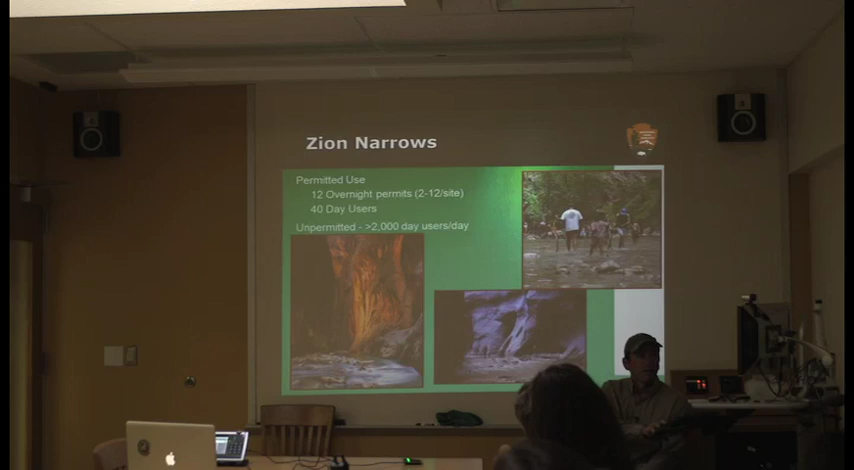 Zion Narrows
Permitted Use
12 Overnight permits (2-12/site)
40 Day Users
Unpermitted - >2,000 day users/day